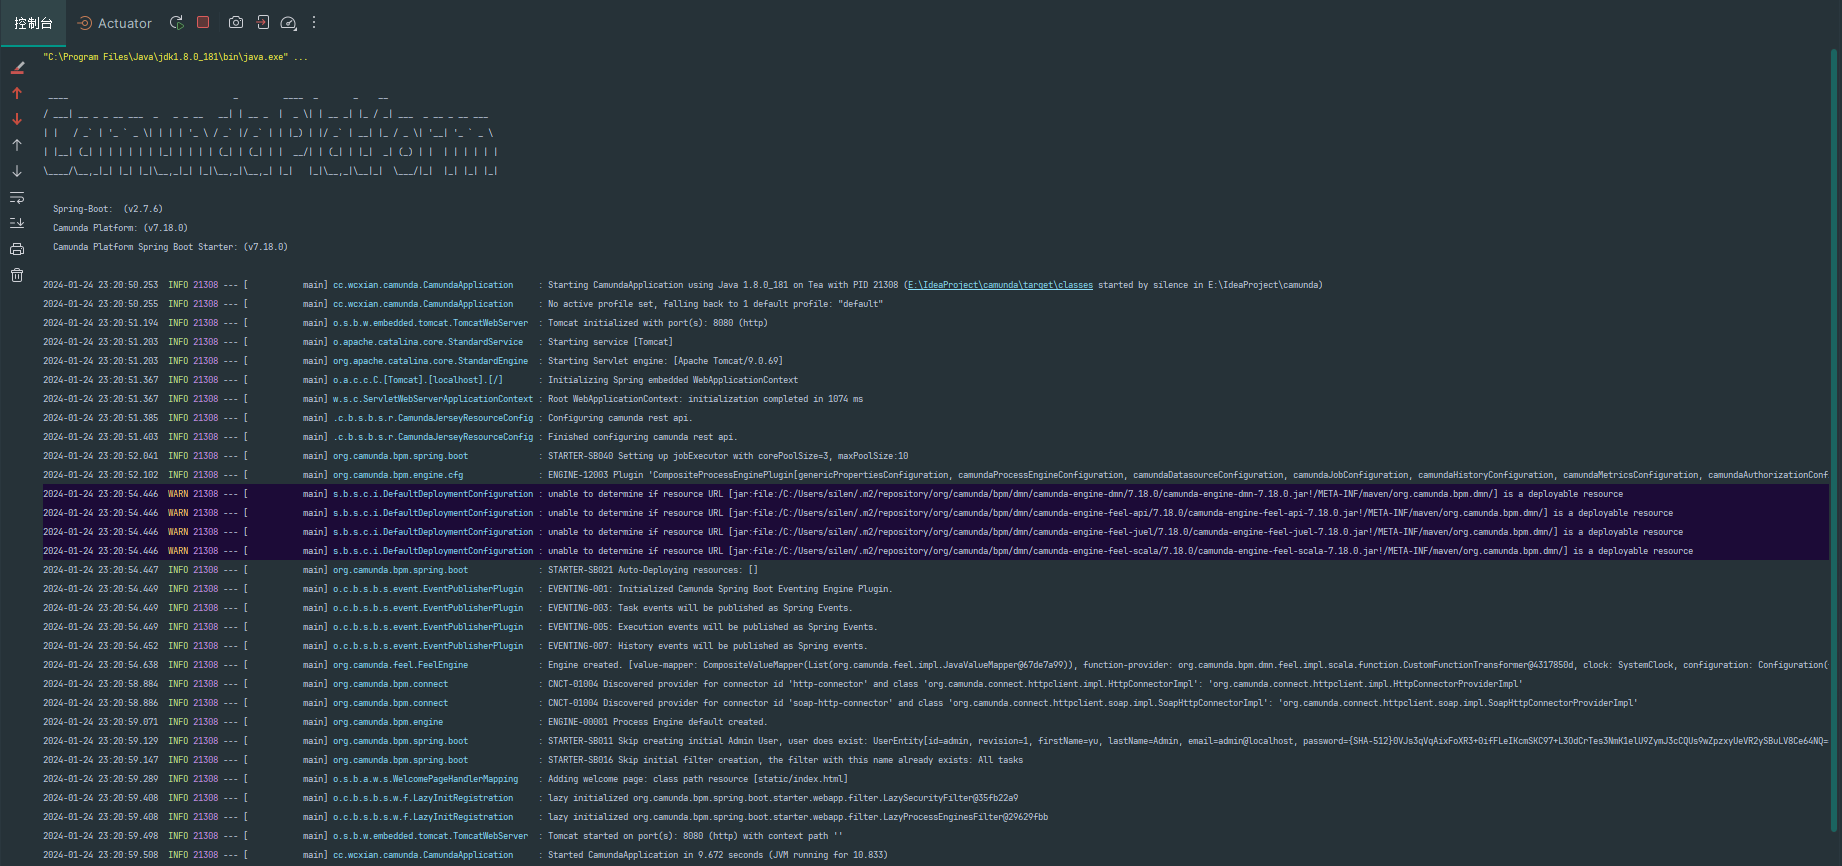 控制台 Actuator
"C:\Program Files\Java\jdk1.8.0_181\bin\java.exe" ...
Spring-Boot:  (v2.7.6)
Camunda Platform: (v7.18.0)
Camunda Platform Spring Boot Starter: (v7.18.0)
2024-01-24 23:20:50.253  INFO 21308 --- [           main] cc.wcxian.camunda.CamundaApplication     : Starting CamundaApplication using Java 1.8.0_181 on Tea with PID 21308 (E:\IdeaProject\camunda\target\classes started by silence in E:\IdeaProject\camunda)
2024-01-24 23:20:50.255  INFO 21308 --- [           main] cc.wcxian.camunda.CamundaApplication     : No active profile set, falling back to 1 default profile: "default"
2024-01-24 23:20:51.194  INFO 21308 --- [           main] o.s.b.w.embedded.tomcat.TomcatWebServer  : Tomcat initialized with port(s): 8080 (http)
2024-01-24 23:20:51.203  INFO 21308 --- [           main] o.apache.catalina.core.StandardService   : Starting service [Tomcat]
2024-01-24 23:20:51.203  INFO 21308 --- [           main] org.apache.catalina.core.StandardEngine  : Starting Servlet engine: [Apache Tomcat/9.0.69]
2024-01-24 23:20:51.367  INFO 21308 --- [           main] o.a.c.c.C.[Tomcat].[localhost].[/]       : Initializing Spring embedded WebApplicationContext
2024-01-24 23:20:51.367  INFO 21308 --- [           main] w.s.c.ServletWebServerApplicationContext : Root WebApplicationContext: initialization completed in 1074 ms
2024-01-24 23:20:51.385  INFO 21308 --- [           main] .c.b.s.b.s.r.CamundaJerseyResourceConfig : Configuring camunda rest api.
2024-01-24 23:20:51.403  INFO 21308 --- [           main] .c.b.s.b.s.r.CamundaJerseyResourceConfig : Finished configuring camunda rest api.
2024-01-24 23:20:52.041  INFO 21308 --- [           main] org.camunda.bpm.spring.boot              : STARTER-SB040 Setting up jobExecutor with corePoolSize=3, maxPoolSize:10
2024-01-24 23:20:52.102  INFO 21308 --- [           main] org.camunda.bpm.engine.cfg               : ENGINE-12003 Plugin 'CompositeProcessEnginePlugin[genericPropertiesConfiguration, camundaProcessEngineConfiguration, camundaDatasourceConfiguration, camundaJobConfiguration, camundaHistoryConfiguration, camundaMetricsConfiguration, camundaAuthorizationConf
2024-01-24 23:20:54.446  WARN 21308 --- [           main] s.b.s.c.i.DefaultDeploymentConfiguration : unable to determine if resource URL [jar:file:/C:/Users/silen/.m2/repository/org/camunda/bpm/dmn/camunda-engine-dmn/7.18.0/camunda-engine-dmn-7.18.0.jar!/META-INF/maven/org.camunda.bpm.dmn/] is a deployable resource
2024-01-24 23:20:54.446  WARN 21308 --- [           main] s.b.s.c.i.DefaultDeploymentConfiguration : unable to determine if resource URL [jar:file:/C:/Users/silen/.m2/repository/org/camunda/bpm/dmn/camunda-engine-feel-api/7.18.0/camunda-engine-feel-api-7.18.0.jar!/META-INF/maven/org.camunda.bpm.dmn/] is a deployable resource
2024-01-24 23:20:54.446  WARN 21308 --- [           main] s.b.s.c.i.DefaultDeploymentConfiguration : unable to determine if resource URL [jar:file:/C:/Users/silen/.m2/repository/org/camunda/bpm/dmn/camunda-engine-feel-juel/7.18.0/camunda-engine-feel-juel-7.18.0.jar!/META-INF/maven/org.camunda.bpm.dmn/] is a deployable resource
2024-01-24 23:20:54.446  WARN 21308 --- [           main] s.b.s.c.i.DefaultDeploymentConfiguration : unable to determine if resource URL [jar:file:/C:/Users/silen/.m2/repository/org/camunda/bpm/dmn/camunda-engine-feel-scala/7.18.0/camunda-engine-feel-scala-7.18.0.jar!/META-INF/maven/org.camunda.bpm.dmn/] is a deployable resource
2024-01-24 23:20:54.447  INFO 21308 --- [           main] org.camunda.bpm.spring.boot              : STARTER-SB021 Auto-Deploying resources: []
2024-01-24 23:20:54.449  INFO 21308 --- [           main] o.c.b.s.b.s.event.EventPublisherPlugin   : EVENTING-001: Initialized Camunda Spring Boot Eventing Engine Plugin.
2024-01-24 23:20:54.449  INFO 21308 --- [           main] o.c.b.s.b.s.event.EventPublisherPlugin   : EVENTING-003: Task events will be published as Spring Events.
2024-01-24 23:20:54.449  INFO 21308 --- [           main] o.c.b.s.b.s.event.EventPublisherPlugin   : EVENTING-005: Execution events will be published as Spring Events.
2024-01-24 23:20:54.452  INFO 21308 --- [           main] o.c.b.s.b.s.event.EventPublisherPlugin   : EVENTING-007: History events will be published as Spring events.
2024-01-24 23:20:54.638  INFO 21308 --- [           main] org.camunda.feel.FeelEngine              : Engine created. [value-mapper: CompositeValueMapper(List(org.camunda.feel.impl.JavaValueMapper@67de7a99)), function-provider: org.camunda.bpm.dmn.feel.impl.scala.function.CustomFunctionTransformer@4317850d, clock: SystemClock, configuration: Configuration(
2024-01-24 23:20:58.884  INFO 21308 --- [           main] org.camunda.bpm.connect                  : CNCT-01004 Discovered provider for connector id 'http-connector' and class 'org.camunda.connect.httpclient.impl.HttpConnectorImpl': 'org.camunda.connect.httpclient.impl.HttpConnectorProviderImpl'
2024-01-24 23:20:58.886  INFO 21308 --- [           main] org.camunda.bpm.connect                  : CNCT-01004 Discovered provider for connector id 'soap-http-connector' and class 'org.camunda.connect.httpclient.soap.impl.SoapHttpConnectorImpl': 'org.camunda.connect.httpclient.soap.impl.SoapHttpConnectorProviderImpl'
2024-01-24 23:20:59.071  INFO 21308 --- [           main] org.camunda.bpm.engine                   : ENGINE-00001 Process Engine default created.
2024-01-24 23:20:59.129  INFO 21308 --- [           main] org.camunda.bpm.spring.boot              : STARTER-SB011 Skip creating initial Admin User, user does exist: UserEntity[id=admin, revision=1, firstName=yu, lastName=Admin, email=admin@localhost,
2024-01-24 23:20:59.147  INFO 21308 --- [           main] org.camunda.bpm.spring.boot              : STARTER-SB016 Skip initial filter creation, the filter with this name already exists: All tasks
2024-01-24 23:20:59.289  INFO 21308 --- [           main] o.s.b.a.w.s.WelcomePageHandlerMapping    : Adding welcome page: class path resource [static/index.html]
2024-01-24 23:20:59.408  INFO 21308 --- [           main] o.c.b.s.b.s.w.f.LazyInitRegistration     : lazy initialized org.camunda.bpm.spring.boot.starter.webapp.filter.LazySecurityFilter@35fb22a9
2024-01-24 23:20:59.408  INFO 21308 --- [           main] o.c.b.s.b.s.w.f.LazyInitRegistration     : lazy initialized org.camunda.bpm.spring.boot.starter.webapp.filter.LazyProcessEnginesFilter@29629fbb
2024-01-24 23:20:59.498  INFO 21308 --- [           main] o.s.b.w.embedded.tomcat.TomcatWebServer  : Tomcat started on port(s): 8080 (http) with context path ''
2024-01-24 23:20:59.508  INFO 21308 --- [           main] cc.wcxian.camunda.CamundaApplication     : Started CamundaApplication in 9.672 seconds (JVM running for 10.833)